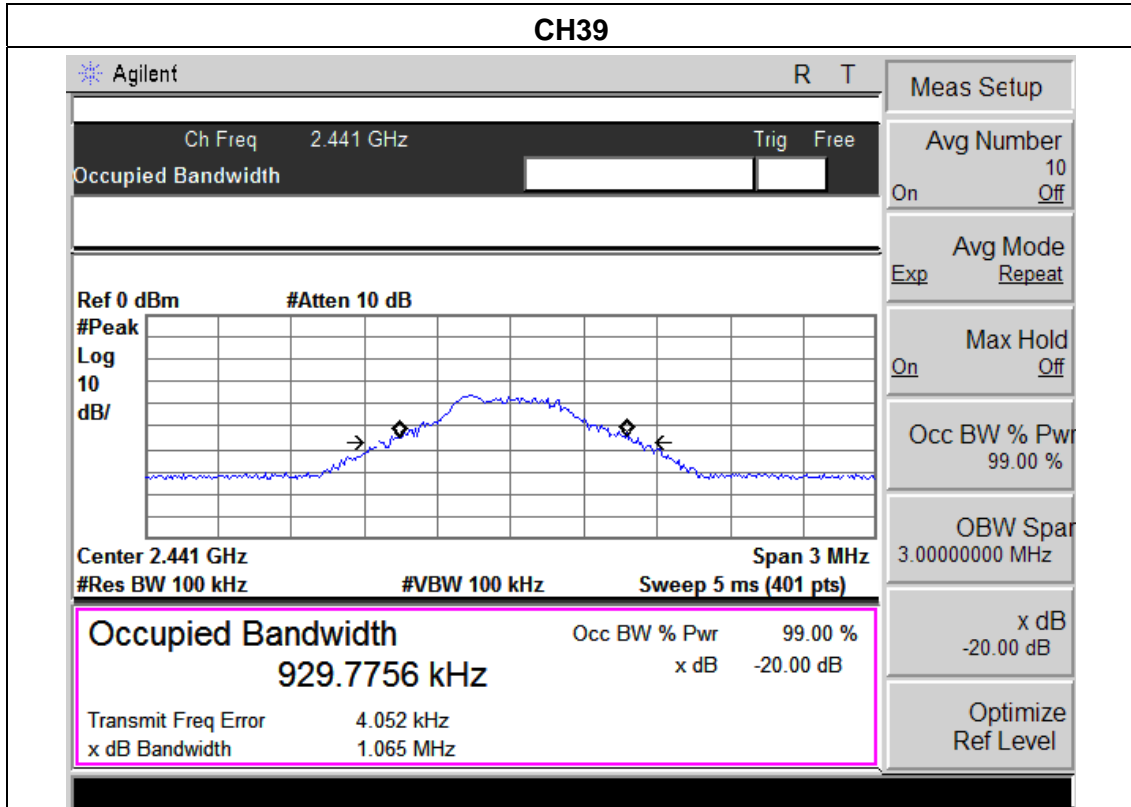 CH39
Agilent R T
Ch Freq 2.441 GHz Trig Free
Occupied Bandwidth
Ref 0 dBm #Atten 10 dB
#Peak
Log
10
dB/
Center 2.441 GHz Span 3 MHz
#Res BW 100 kHz #VBW 100 kHz Sweep 5 ms (401 pts)
Occupied Bandwidth Occ BW % Pwr 99.00 %
929.7756 kHz x dB -20.00 dB
Transmit Freq Error 4.052 kHz
x dB Bandwidth 1.065 MHz
Meas Setup
Avg Number
10
On Off
Avg Mode
Exp Repeat
Max Hold
On Off
Occ BW % Pwr
99.00 %
OBW Span
3.00000000 MHz
x dB
-20.00 dB
Optimize
Ref Level